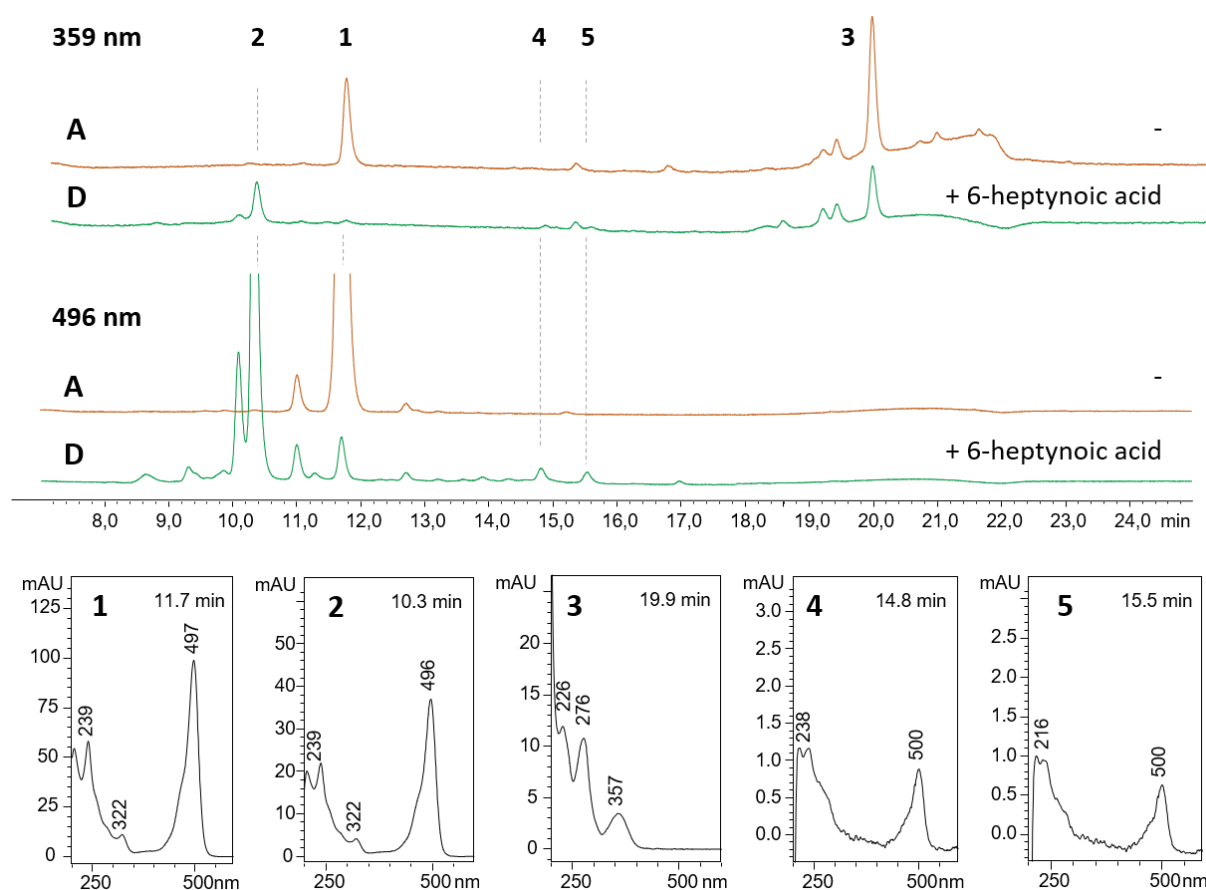 359 nm 2 1 4 5 3
A -
D + 6-heptynoic acid
496 nm
A -
D + 6-heptynoic acid
8,0 9,0 10,0 11,0 12,0 13,0 14,0 15,0 16,0 17,0 18,0 19,0 20,0 21,0 22,0 23,0 24,0 min
mAU
1 11.7 min
125
100
75
50
25
0
239
322
497
250 500nm
mAU
2 10.3 min
50
40
30
20
10
0
239
322
496
250 500nm
mAU
3 19.9 min
20
15
10
5
0
226
276
357
250 500nm
mAU
4 14.8 min
3.0
2.5
2.0
1.5
1.0
0.5
0.0
238
500
250 500nm
mAU
5 15.5 min
2.5
2.0
1.5
1.0
0.5
0.0
216
500
250 500nm